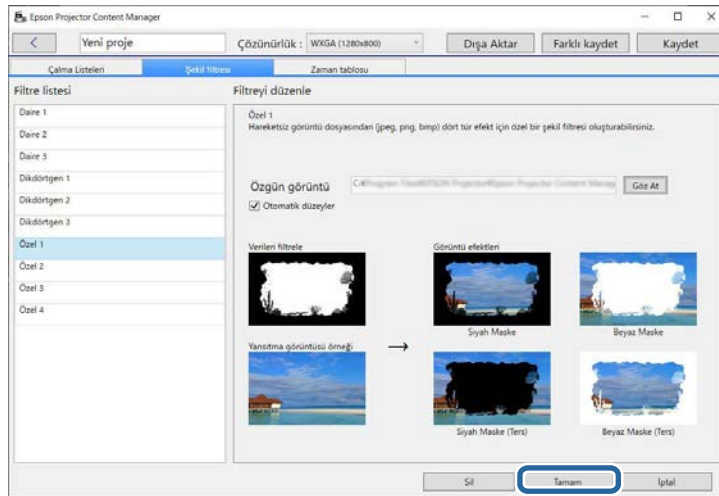 Epson Projector Content Manager
Yeni proje
Çözünürlük : WXGA (1280x800)
Dışa Aktar
Farklı kaydet
Kaydet
Çalma Listeleri
Şekil filtresi
Zaman tablosu
Filtre listesi
Daire 1
Daire 2
Daire 3
Dikdörtgen 1
Dikdörtgen 2
Dikdörtgen 3
Özel 1
Özel 2
Özel 3
Özel 4
Filtreyi düzenle
Özel 1
Hareketsiz görüntü dosyasından (jpeg, png, bmp) dört tür efekt için özel bir şekil filtresi oluşturabilirsiniz.
Özgün görüntü
Göz At
Otomatik düzeyler
Verileri filtrele
Görüntü efektleri
Siyah Maske
Beyaz Maske
Yansıtma görüntüsü örneği
→
Siyah Maske (Ters)
Beyaz Maske (Ters)
Sil
Tamam
İptal